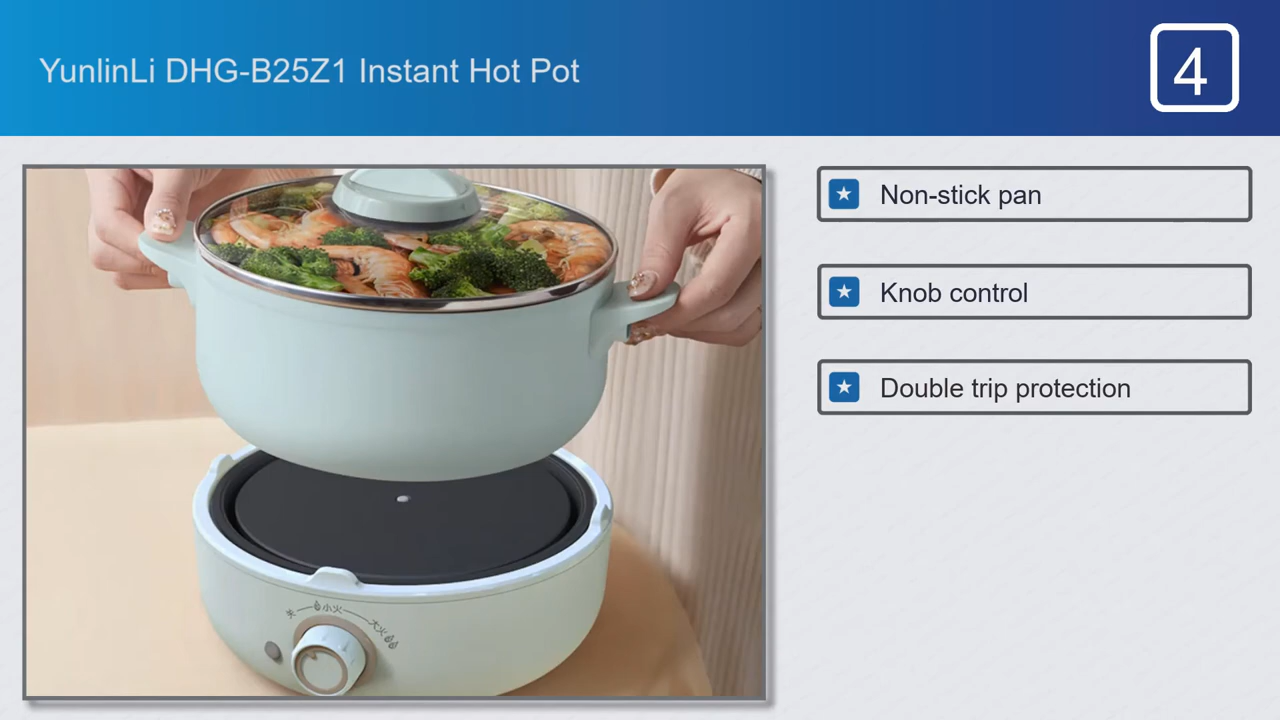 YunlinLi DHG-B25Z1 Instant Hot Pot
4
Non-stick pan
Knob control
Double trip protection
关 小火 大火